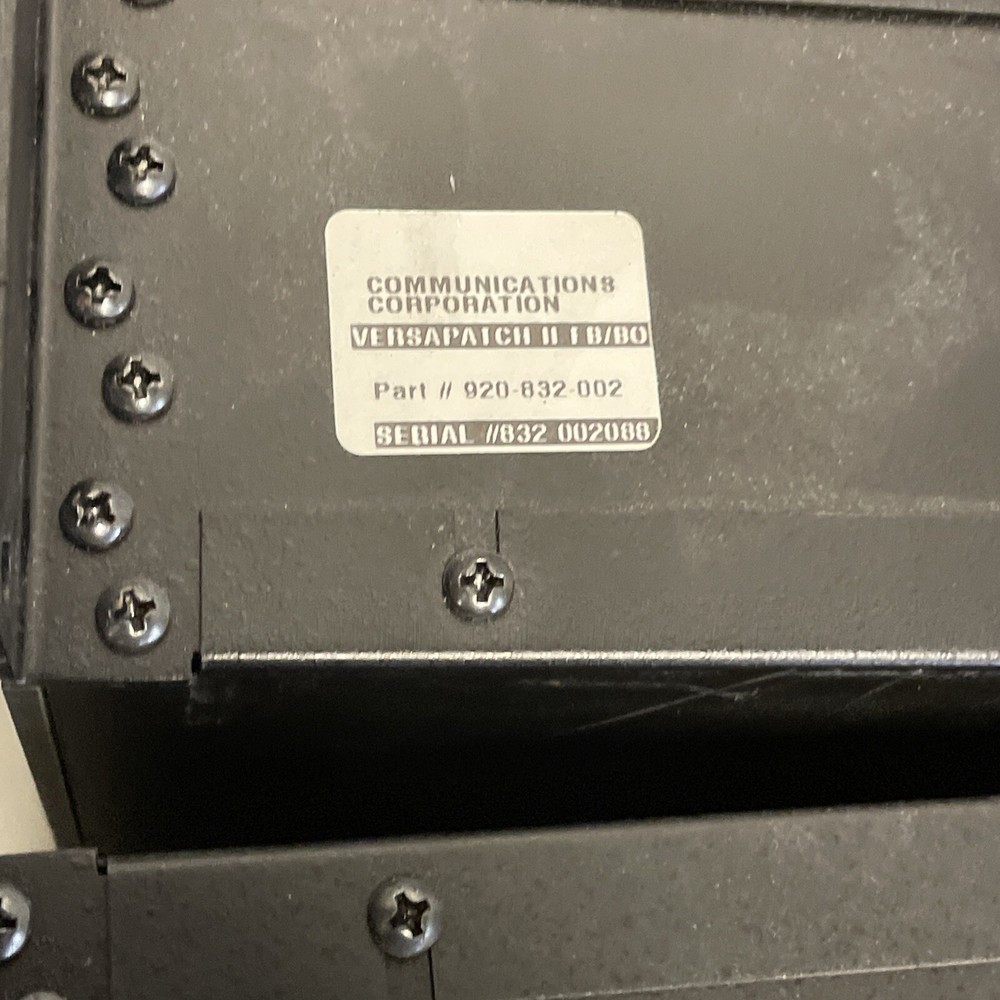 COMMUNICATIONS
CORPORATION
VERSAPATCH II FB/BO
Part # 920-832-002
SERIAL #832 002088